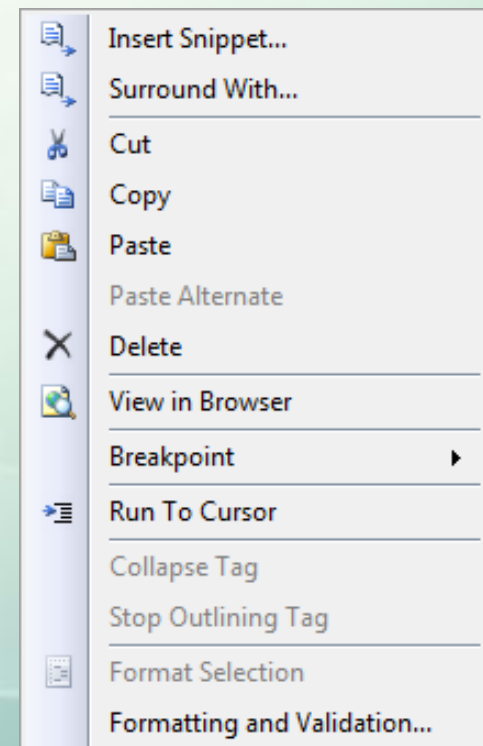 Insert Snippet...
Surround With...
Cut
Copy
Paste
Paste Alternate
Delete
View in Browser
Breakpoint
Run To Cursor
Collapse Tag
Stop Outlining Tag
Format Selection
Formatting and Validation...